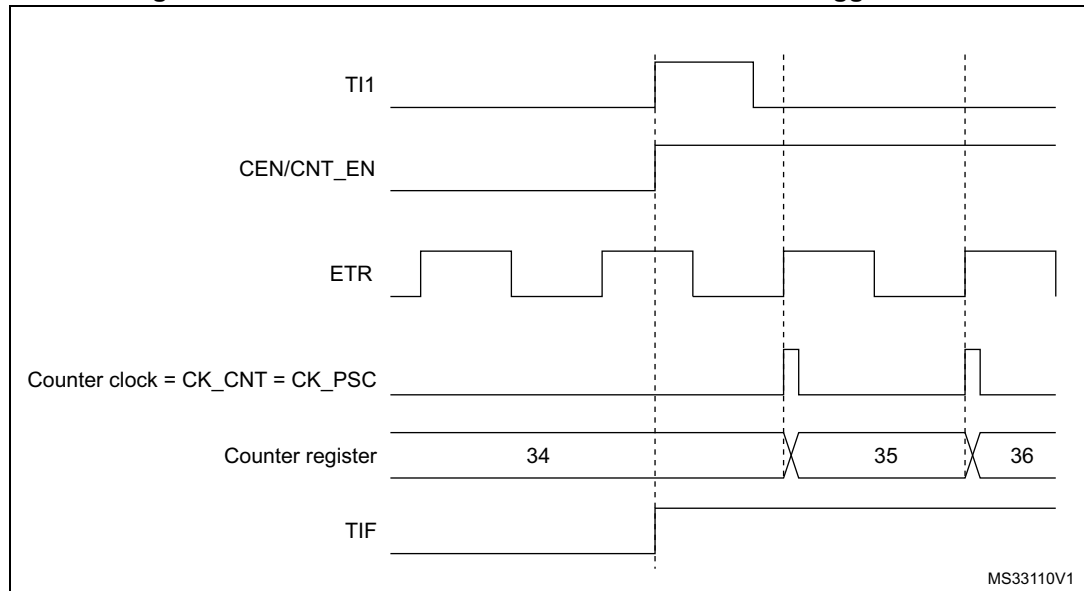 TI1
CEN/CNT_EN
ETR
Counter clock = CK_CNT = CK_PSC
Counter register
34
35
36
TIF
MS33110V1